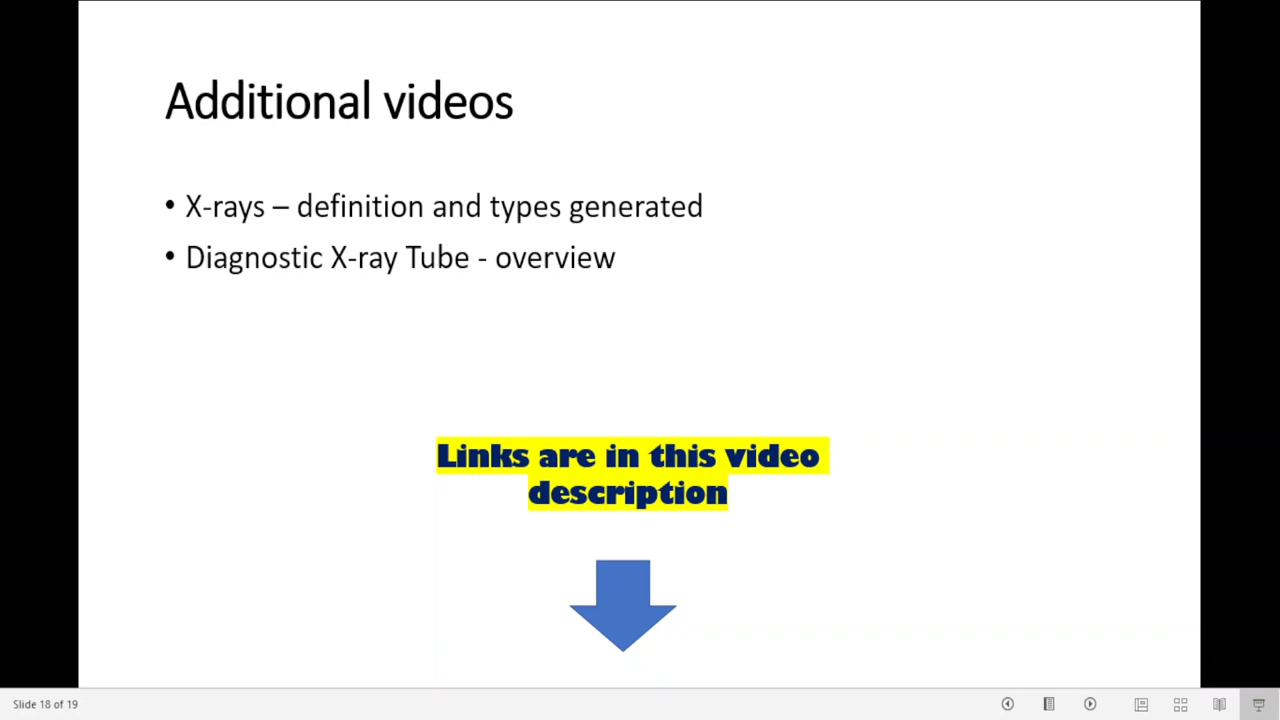 Additional videos
• X-rays – definition and types generated
• Diagnostic X-ray Tube - overview
Links are in this video
description
Slide 18 of 19